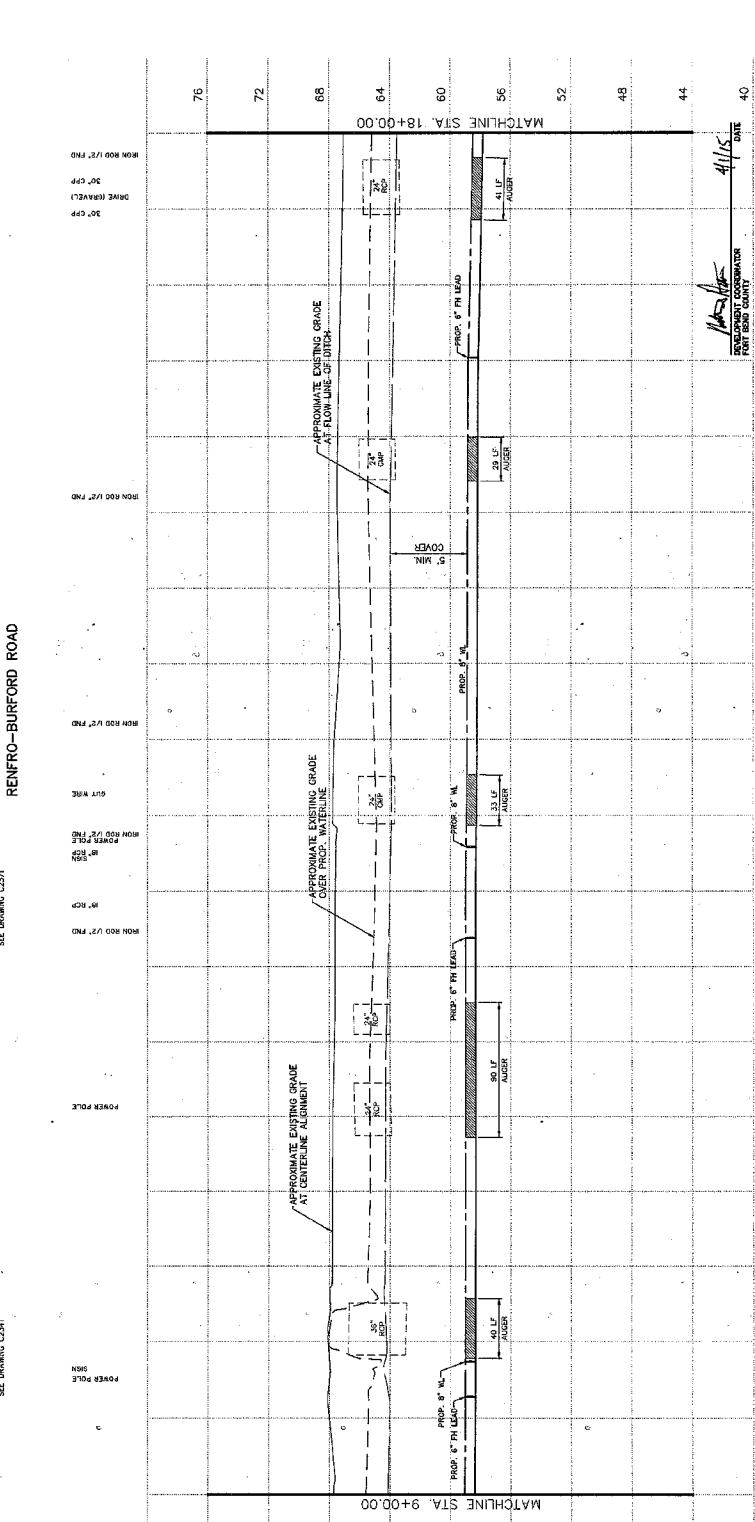 RENFRO-BURFORD ROAD
SEE DRAWING C2341
SEE DRAWING C2371
POWER POLE
SIGN
POWER POLE
IRON ROD 1/2" FND
18" RCP
SIGN
18" RCP
POWER POLE
IRON ROD 1/2" FND
GUY WIRE
IRON ROD 1/2" FND
IRON ROD 1/2" FND
30" CPP
DRIVE (GRAVEL)
30" CPP
IRON ROD 1/2" FND
76
72
68
64
60
56
52
48
44
40
MATCHLINE STA. 9+00.00
MATCHLINE STA. 18+00.00
APPROXIMATE EXISTING GRADE
AT CENTERLINE ALIGNMENT
APPROXIMATE EXISTING GRADE
OVER PROP. WATERLINE
APPROXIMATE EXISTING GRADE
AT FLOW LINE OF DITCH
36"
RCP
24"
RCP
24"
RCP
24"
CMP
24"
CMP
24"
RCP
5' MIN.
COVER
PROP. 6" FH LEAD
PROP. 8" WL
PROP. 6" FH LEAD
PROP. 8" WL
PROP. 8" WL
PROP. 6" FH LEAD
40 LF
AUGER
90 LF
AUGER
33 LF
AUGER
29 LF
AUGER
41 LF
AUGER
4/1/15
DATE
DEVELOPMENT COORDINATOR
FORT BEND COUNTY